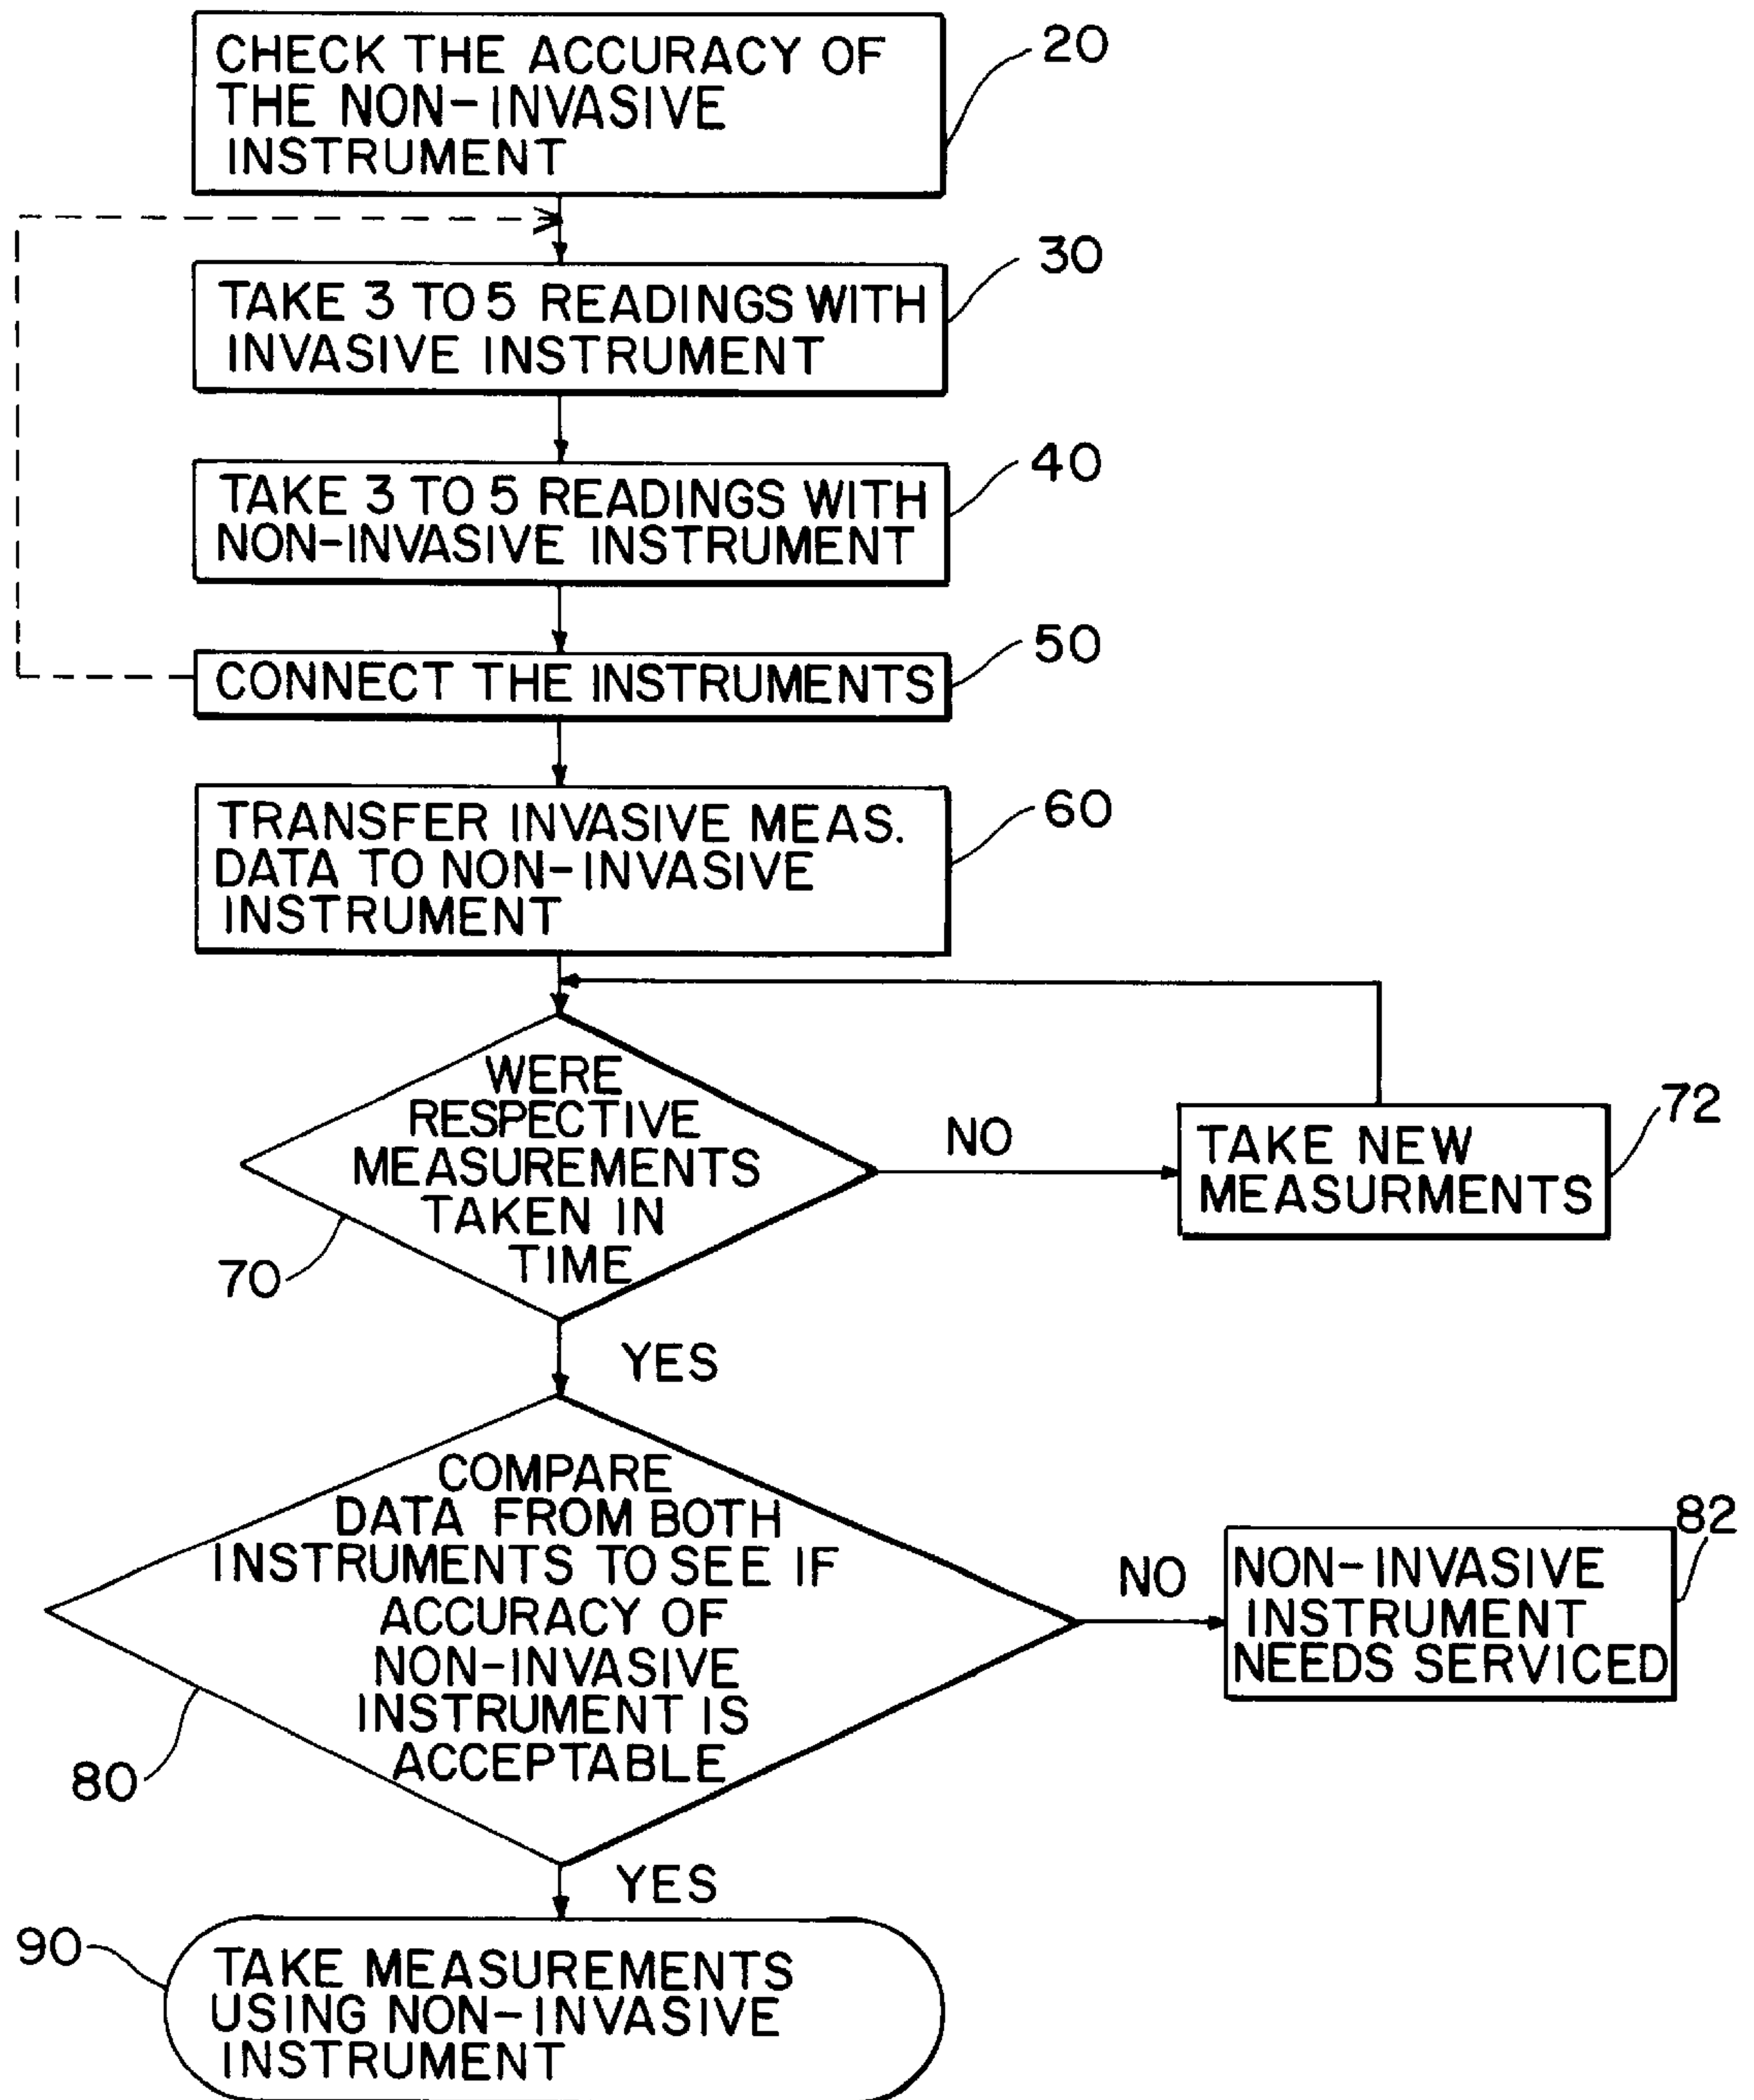 CHECK THE ACCURACY OF
THE NON-INVASIVE
INSTRUMENT
20
TAKE 3 TO 5 READINGS WITH
INVASIVE INSTRUMENT
30
TAKE 3 TO 5 READINGS WITH
NON-INVASIVE INSTRUMENT
40
CONNECT THE INSTRUMENTS
50
TRANSFER INVASIVE MEAS.
DATA TO NON-INVASIVE
INSTRUMENT
60
WERE
RESPECTIVE
MEASUREMENTS
TAKEN IN
TIME
70
NO
TAKE NEW
MEASURMENTS
72
YES
COMPARE
DATA FROM BOTH
INSTRUMENTS TO SEE IF
ACCURACY OF
NON-INVASIVE
INSTRUMENT IS
ACCEPTABLE
80
NO
NON-INVASIVE
INSTRUMENT
NEEDS SERVICED
82
YES
TAKE MEASUREMENTS
USING NON-INVASIVE
INSTRUMENT
90